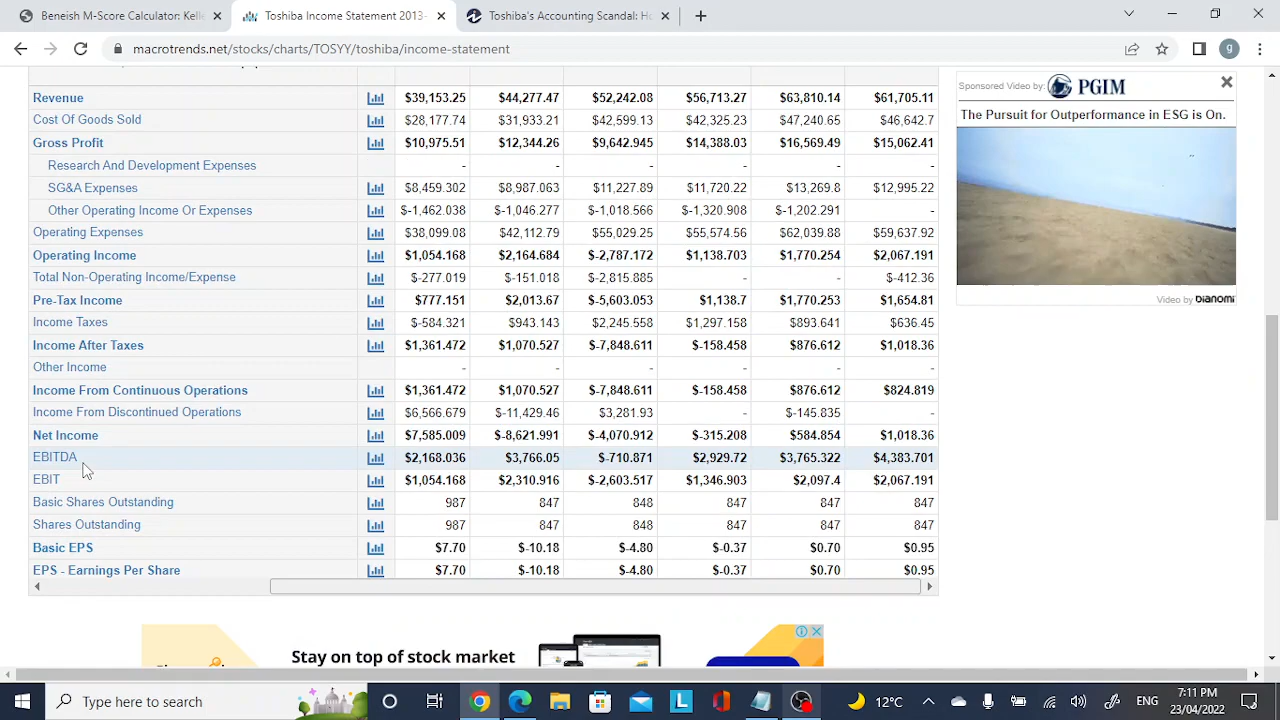 Beneish M-Score Calculator: Kell
Toshiba Income Statement 2013-
Toshiba's Accounting Scandal: Ho
macrotrends.net/stocks/charts/TOSYY/toshiba/income-statement
g
Revenue $39,153.25 $44,277.47 $52,242.08 $56,713.27 $63,810.14 $61,705.11
Cost Of Goods Sold $28,177.74 $31,933.21 $42,599.13 $42,325.23 $47,240.65 $46,642.7
Gross Profit $10,975.51 $12,344.26 $9,642.945 $14,388.03 $16,569.49 $15,062.41
Research And Development Expenses - - - - - -
SG&A Expenses $8,459.302 $8,987.063 $11,227.89 $11,720.22 $13,269.8 $12,995.22
Other Operating Income Or Expenses $-1,462.038 $-1,046.277 $-1,018.566 $-1,320.908 $-1,202.291 -
Operating Expenses $38,099.08 $42,112.79 $55,029.25 $55,574.56 $62,039.88 $59,637.92
Operating Income $1,054.168 $2,164.684 $-2,787.172 $1,138.703 $1,770.254 $2,067.191
Total Non-Operating Income/Expense $-277.019 $-151.018 $-2,815.885 - - $-412.36
Pre-Tax Income $777.151 $2,013.67 $-5,603.053 $1,138.7 $1,770.253 $1,654.81
Income Taxes $-584.321 $943.143 $2,245.558 $1,297.158 $893.641 $636.45
Income After Taxes $1,361.472 $1,070.527 $-7,848.611 $-158.458 $876.612 $1,018.36
Other Income - - - - - -
Income From Continuous Operations $1,361.472 $1,070.527 $-7,848.611 $-158.458 $876.612 $824.819
Income From Discontinued Operations $6,566.679 $-11,429.46 $3,281.93 - $-149.835 -
Net Income $7,585.009 $-8,621.991 $-4,070.912 $-315.208 $584.854 $1,018.36
EBITDA $2,168.036 $3,766.05 $-710.871 $2,929.72 $3,765.322 $4,383.701
EBIT $1,054.168 $2,310.916 $-2,603.517 $1,346.903 $2,097.4 $2,067.191
Basic Shares Outstanding 987 847 848 847 847 847
Shares Outstanding 987 847 848 847 847 847
Basic EPS $7.70 $-10.18 $-4.80 $-0.37 $0.70 $0.95
EPS - Earnings Per Share $7.70 $-10.18 $-4.80 $-0.37 $0.70 $0.95
Sponsored Video by: PGIM
The Pursuit for Outperformance in ESG is On.
Video by bianomi
Stay on top of stock market
Type here to search
12°C
ENG
7:11 PM
23/04/2022